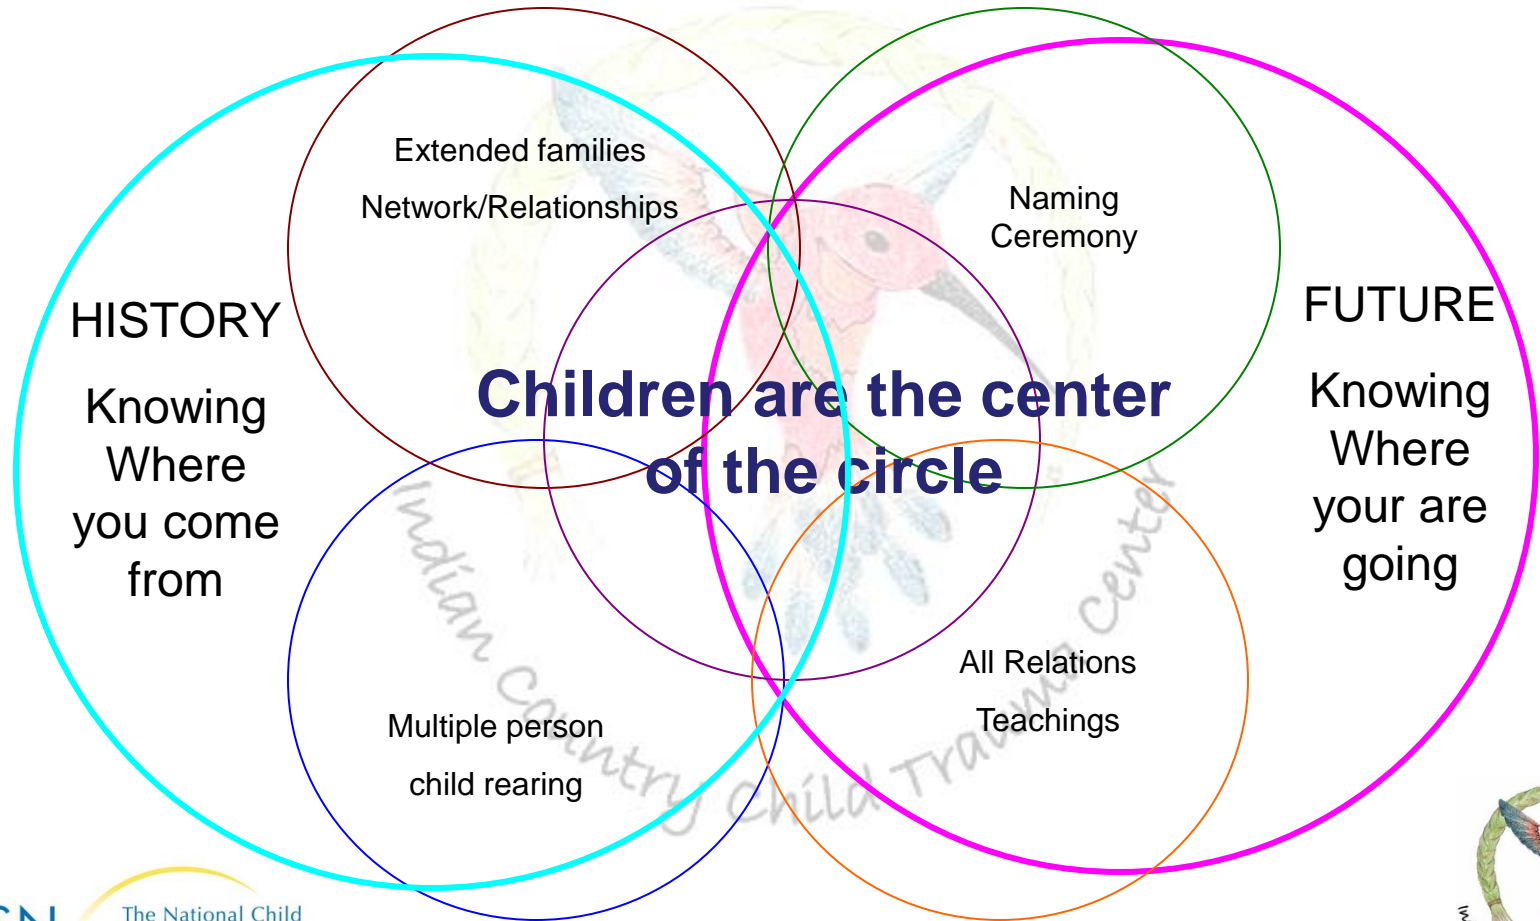 Extended families
Network/Relationships
Naming
Ceremony
HISTORY
Knowing
Where
you come
from
FUTURE
Knowing
Where
your are
going
Children are the center
of the circle
Multiple person
child rearing
All Relations
Teachings
Indian Country Child Trauma Center
The National Child